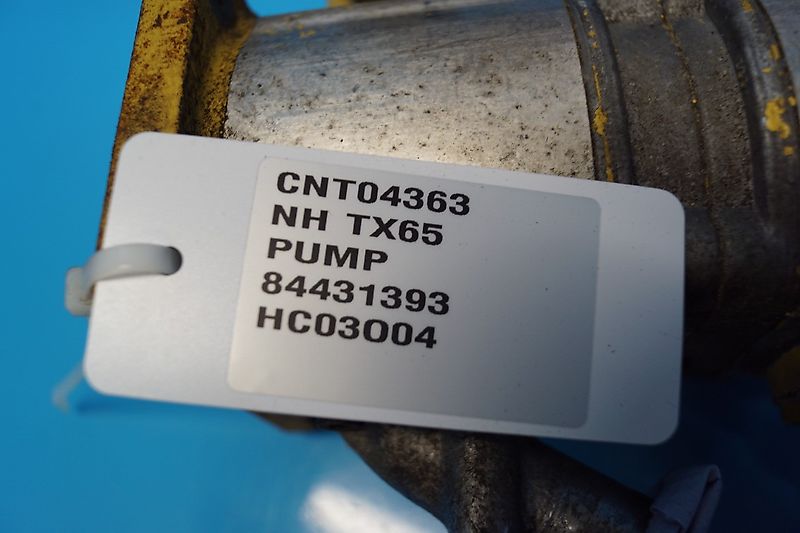 CNT04363
NH TX65
PUMP
84431393
HC03O04